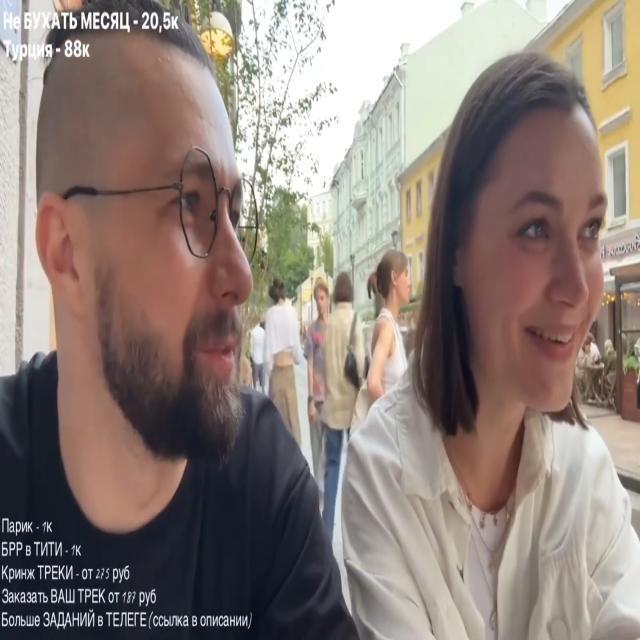 Не БУХАТЬ МЕСЯЦ - 20,5к
Турция - 88к
Парик - 1к
БРР в ТИТИ - 1к
Кринж ТРЕКИ - от 275 руб
Заказать ВАШ ТРЕК от 187 руб
Больше ЗАДАНИЙ в ТЕЛЕГЕ (ссылка в описании)